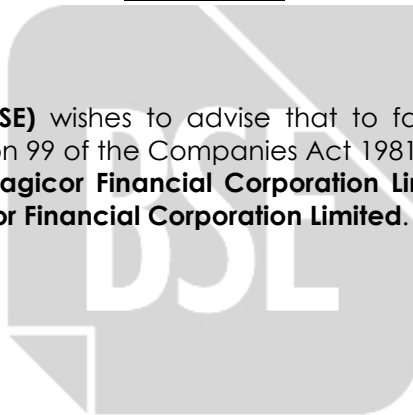 SE) wishes to advise that to fa
on 99 of the Companies Act 1981
agicor Financial Corporation Lin
or Financial Corporation Limited.
BSE